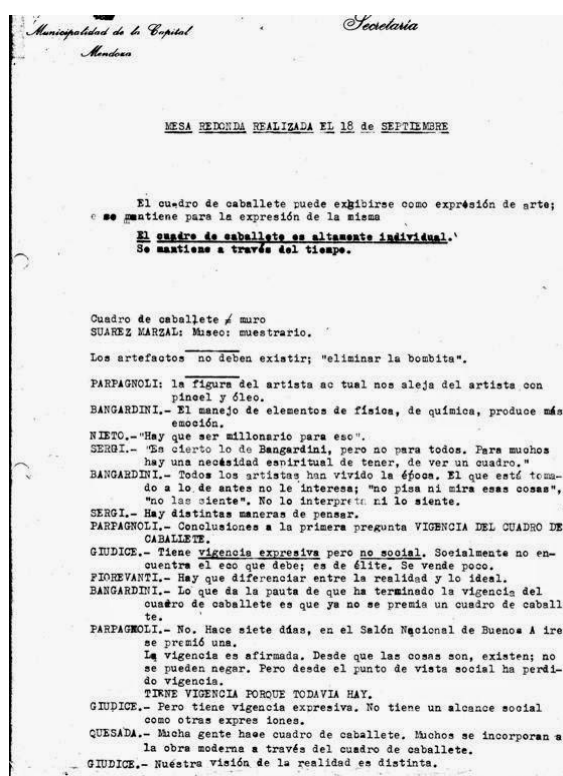 Municipalidad de la Capital
Mendoza
Secretaría
MESA REDONDA REALIZADA EL 18 de SEPTIEMBRE
El cuadro de caballete puede exhibirse como expresión de arte;
se mantiene para la expresión de la misma
El cuadro de caballete es altamente individual.
Se mantiene a través del tiempo.
Cuadro de caballete ≠ muro
SUAREZ MARZAL: Museo: muestrario.
Los artefactos no deben existir; "eliminar la bombita".
PARPAGNOLI: la figura del artista ac tual nos aleja del artista con
pincel y óleo.
BANGARDINI.- El manejo de elementos de física, de química, produce más
emoción.
NIETO.-"Hay que ser millonario para eso".
SERGI.- "Es cierto lo de Bangardini, pero no para todos. Para muchos
hay una necesidad espiritual de tener, de ver un cuadro."
BANGARDINI.- Todos los artistas han vivido la época. El que está toma-
do a lo de antes no le interesa; "no pisa ni mira esas cosas",
"no las siente". No lo interpreta ni lo siente.
SERGI.- Hay distintas maneras de pensar.
PARPAGNOLI.- Conclusiones a la primera pregunta VIGENCIA DEL CUADRO DE
CABALLETE.
GIUDICE.- Tiene vigencia expresiva pero no social. Socialmente no en-
cuentra el eco que debe; es de élite. Se vende poco.
FIOREVANTI.- Hay que diferenciar entre la realidad y lo ideal.
BANGARDINI.- Lo que da la pauta de que ha terminado la vigencia del
cuadro de caballete es que ya no se premia un cuadro de caball
te.
PARPAGNOLI.- No. Hace siete días, en el Salón Nacional de Buenos A ire
se premió una.
La vigencia es afirmada. Desde que las cosas son, existen; no
se pueden negar. Pero desde el punto de vista social ha perdi-
do vigencia.
TIENE VIGENCIA PORQUE TODAVIA HAY.
GIUDICE.- Pero tiene vigencia expresiva. No tiene un alcance social
como otras expres iones.
QUESADA.- Mucha gente hace cuadro de caballete. Muchos se incorporan a
la obra moderna a través del cuadro de caballete.
GIUDICE.- Nuestra visión de la realidad es distinta.